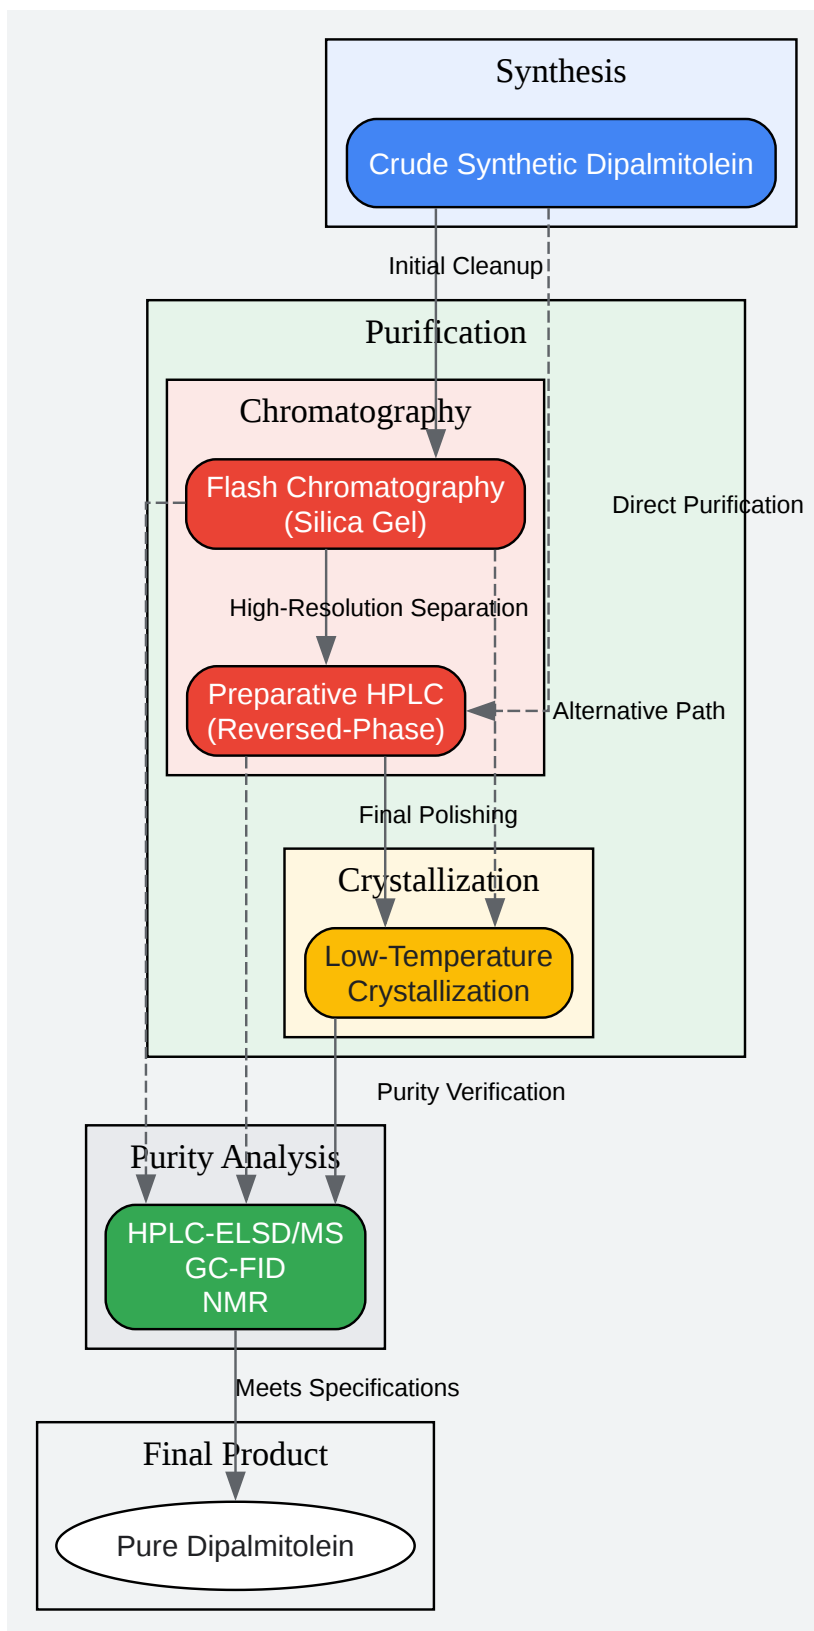 Synthesis
Crude Synthetic Dipalmitolein
Initial Cleanup
Purification
Chromatography
Flash Chromatography
(Silica Gel)
Direct Purification
High-Resolution Separation
Preparative HPLC
(Reversed-Phase)
Alternative Path
Final Polishing
Crystallization
Low-Temperature
Crystallization
Purity Verification
Purity Analysis
HPLC-ELSD/MS
GC-FID
NMR
Meets Specifications
Final Product
Pure Dipalmitolein